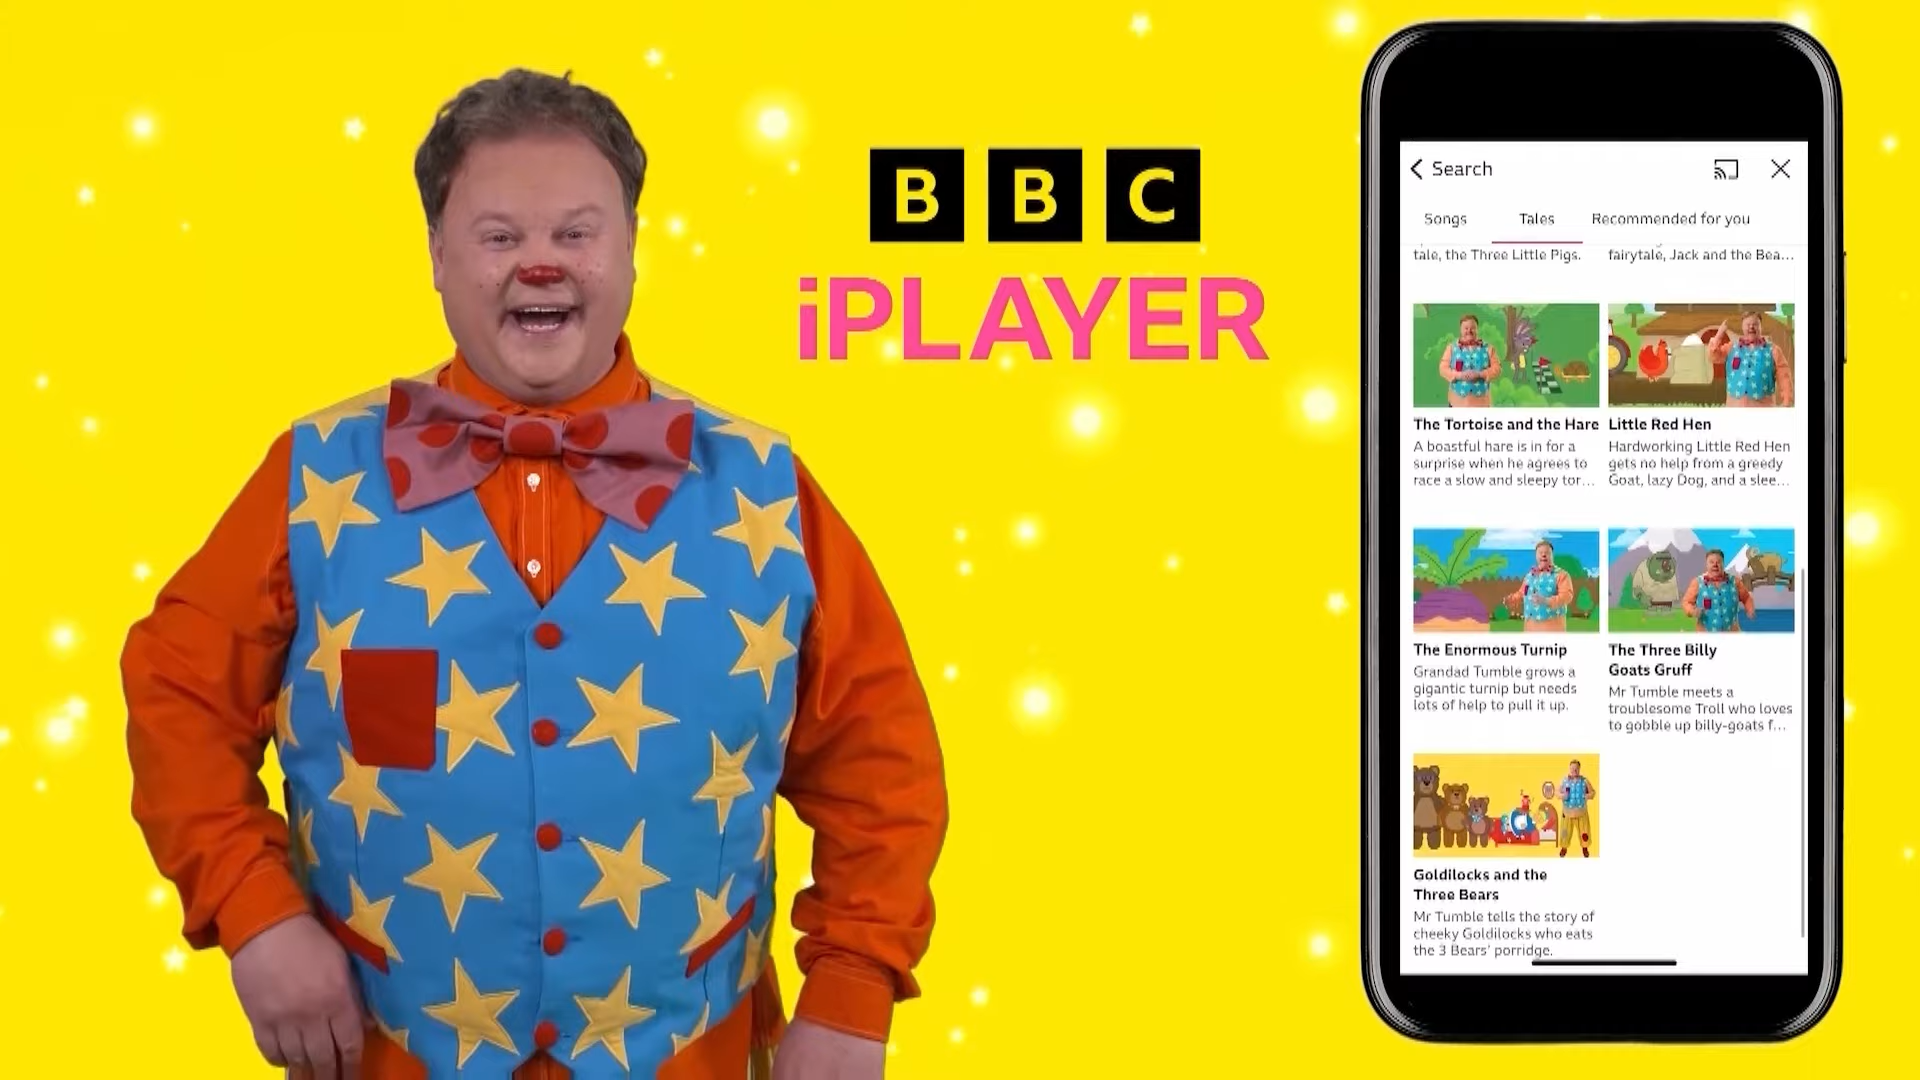 BBC
iPLAYER
Search
Songs
Tales
Recommended for you
tale, the Three Little Pigs.
fairytale, Jack and the Bea...
The Tortoise and the Hare
A boastful hare is in for a
surprise when he agrees to
race a slow and sleepy tor...
Little Red Hen
Hardworking Little Red Hen
gets no help from a greedy
Goat, lazy Dog, and a slee...
The Enormous Turnip
Grandad Tumble grows a
gigantic turnip but needs
lots of help to pull it up.
The Three Billy
Goats Gruff
Mr Tumble meets a
troublesome Troll who loves
to gobble up billy-goats f...
Goldilocks and the
Three Bears
Mr Tumble tells the story of
cheeky Goldilocks who eats
the 3 Bears' porridge.